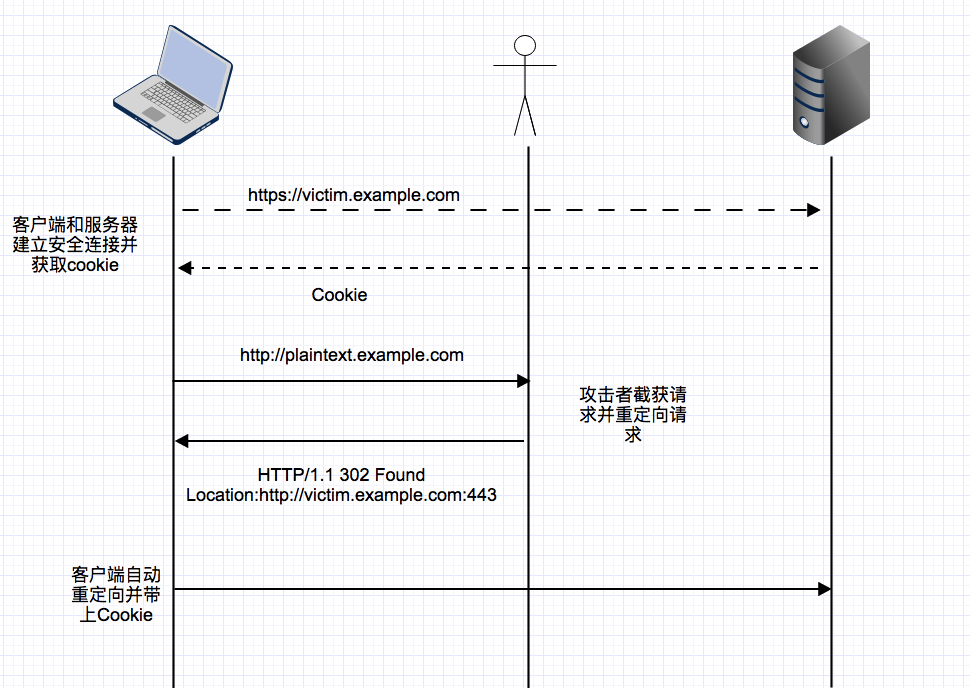 https://victim.example.com
客户端和服务器
建立安全连接并
获取cookie
Cookie
http://plaintext.example.com
攻击者截获请
求并重定向请
求
HTTP/1.1 302 Found
Location:http://victim.example.com:443
客户端自动
重定向并带
上Cookie